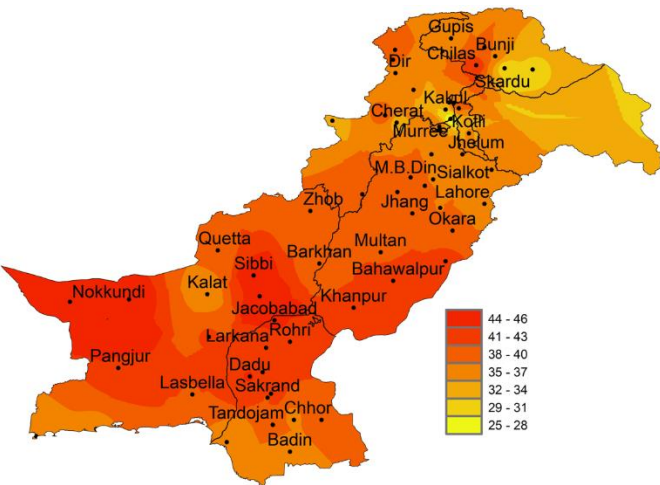 Gupis
Bunji
Chilas
Dir
Skardu
Kakul
Cherat
Kotli
Murree
Jhelum
M.B.Din
Sialkot
Zhob
Jhang
Lahore
Okara
Quetta
Barkhan
Multan
Sibbi
Bahawalpur
Kalat
Nokkundi
Jacobabad
Khanpur
Larkana
Rohri
Pangjur
Dadu
Lasbella
Sakrand
Tandojam
Chhor
Badin
44 - 46
41 - 43
38 - 40
35 - 37
32 - 34
29 - 31
25 - 28